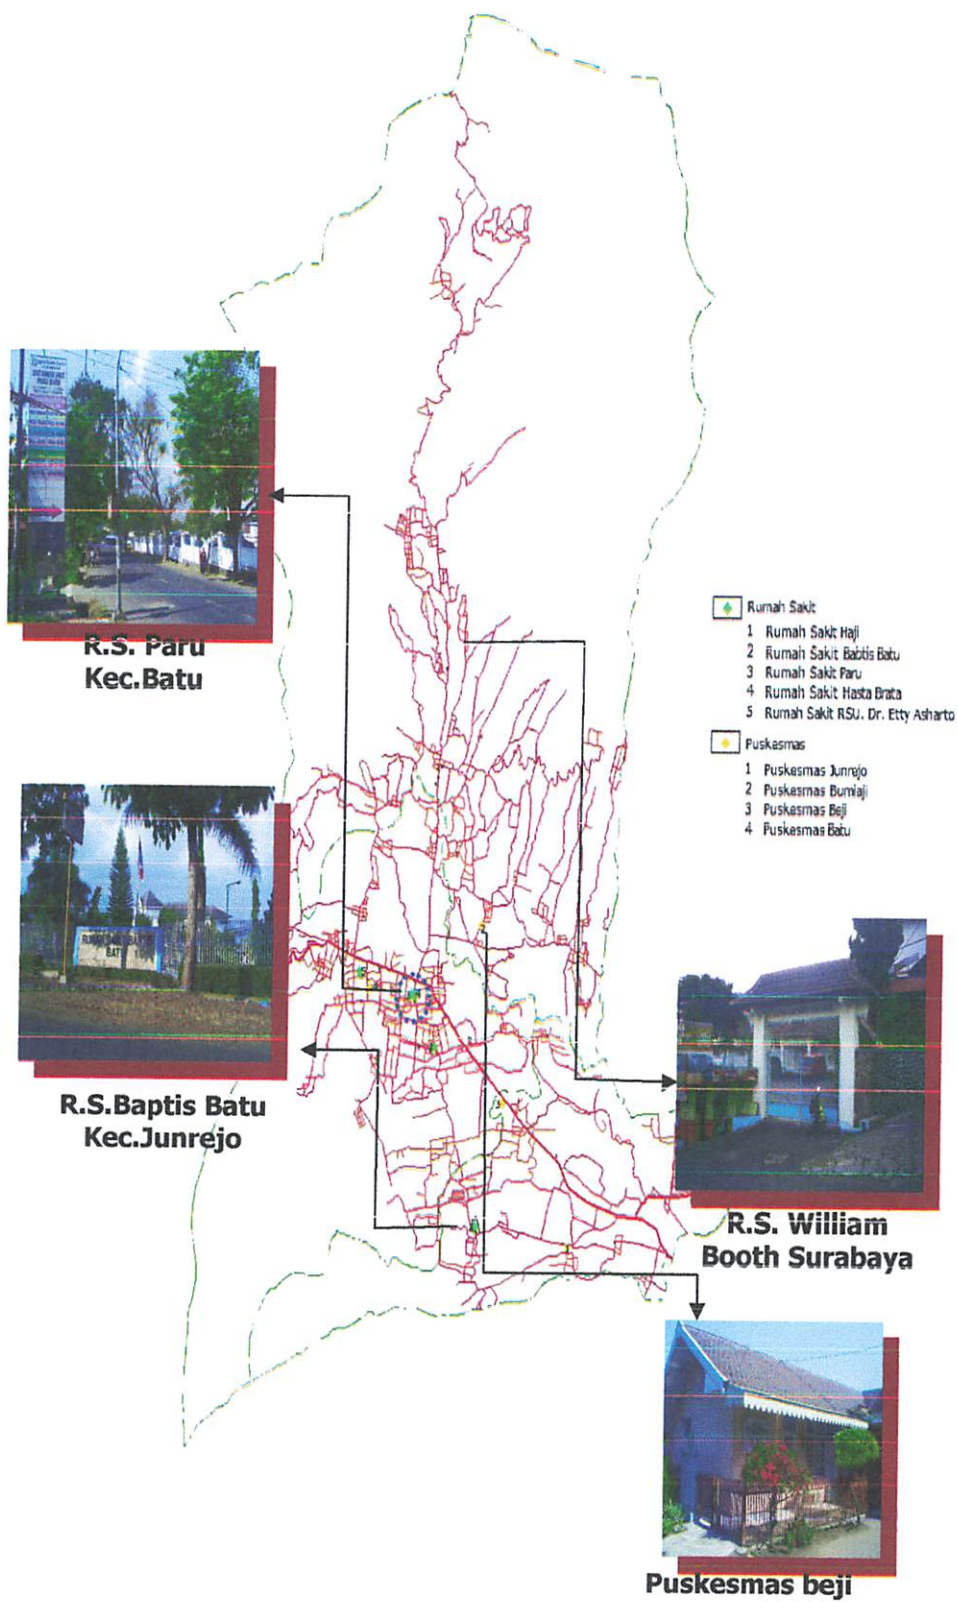 R.S. Paru
Kec.Batu
Rumah Sakit
1 Rumah Sakit Haji
2 Rumah Sakit Babtis Batu
3 Rumah Sakit Paru
4 Rumah Sakit Hasta Brata
5 Rumah Sakit RSU. Dr. Etty Asharto
Puskesmas
1 Puskesmas Junrejo
2 Puskesmas Bumiaji
3 Puskesmas Beji
4 Puskesmas Batu
R.S.Baptis Batu
Kec.Junrejo
R.S. William
Booth Surabaya
Puskesmas beji